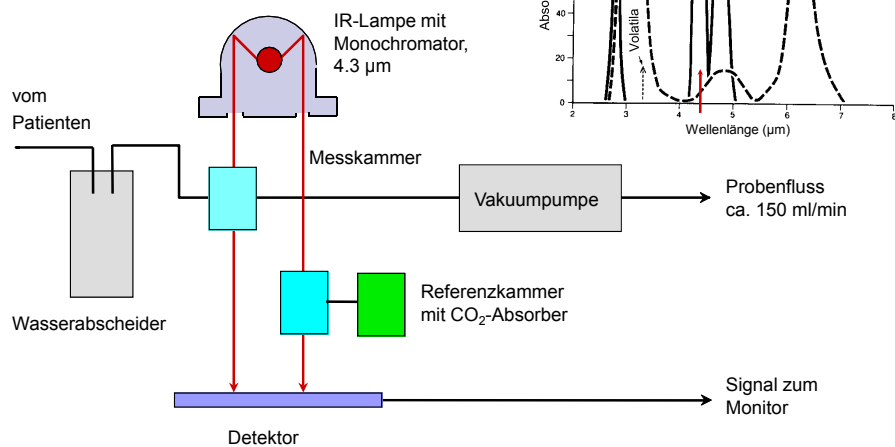 IR-Lampe mit
Monochromator,
4.3 µm
vom
Patienten
Messkammer
Vakuumpumpe
Probenfluss
ca. 150 ml/min
Referenzkammer
mit CO₂-Absorber
Wasserabscheider
Signal zum
Monitor
Detektor
Abso
40
20
0
Volatila
2 3 4 5 6 7 8
Wellenlänge (µm)